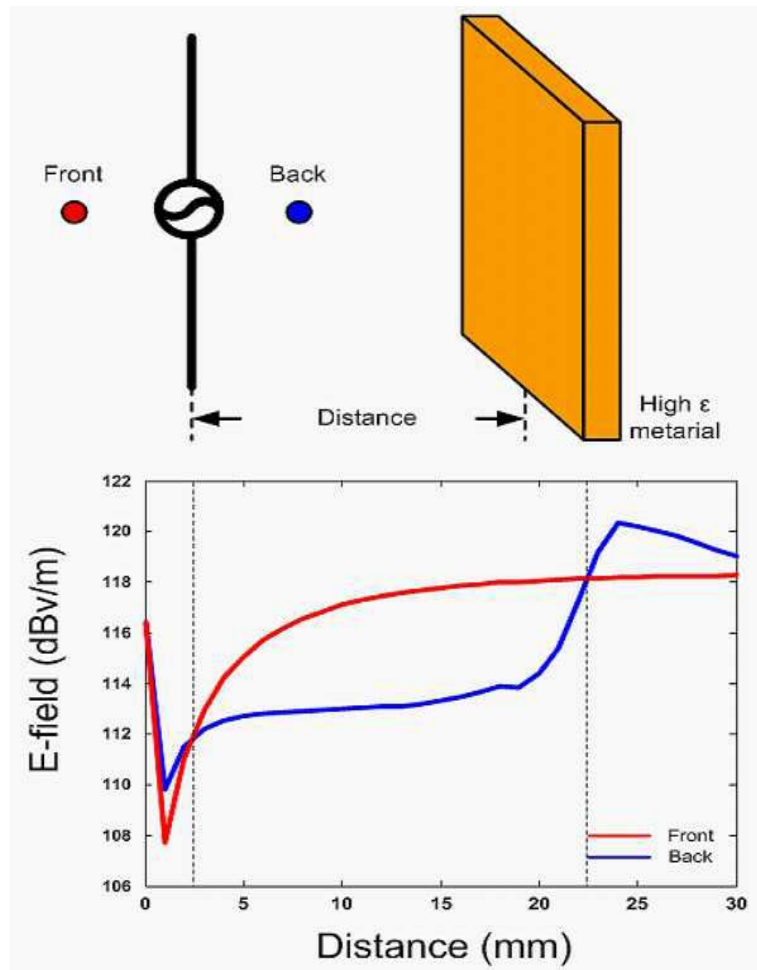 Front
Back
Distance
High ε
metarial
122
120
118
116
114
112
110
108
106
E-field (dBv/m)
Front
Back
0
5
10
15
20
25
30
Distance (mm)